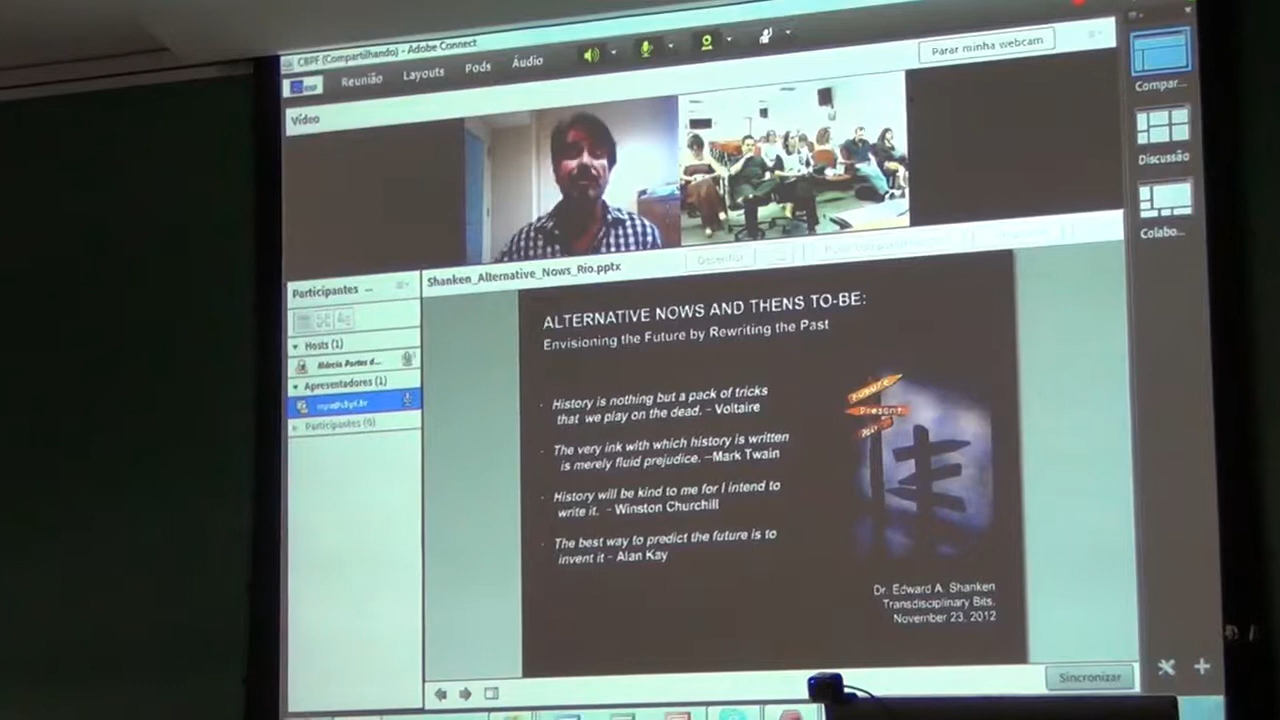 CBPF (Compartilhando) - Adobe Connect
Reunião Layouts Pods Áudio
Parar minha webcam
Vídeo
Compar...
Discussão
Colabo...
Participantes ...
Hosts (1)
Apresentadores (1)
Participantes (0)
Shanken_Alternative_Nows_Rio.pptx
Desenhar
ALTERNATIVE NOWS AND THENS TO-BE:
Envisioning the Future by Rewriting the Past
· History is nothing but a pack of tricks
that we play on the dead. – Voltaire
· The very ink with which history is written
is merely fluid prejudice. —Mark Twain
· History will be kind to me for I intend to
write it. - Winston Churchill
· The best way to predict the future is to
invent it – Alan Kay
Future
Present
Past
Dr. Edward A. Shanken
Transdisciplinary Bits,
November 23, 2012
Sincronizar